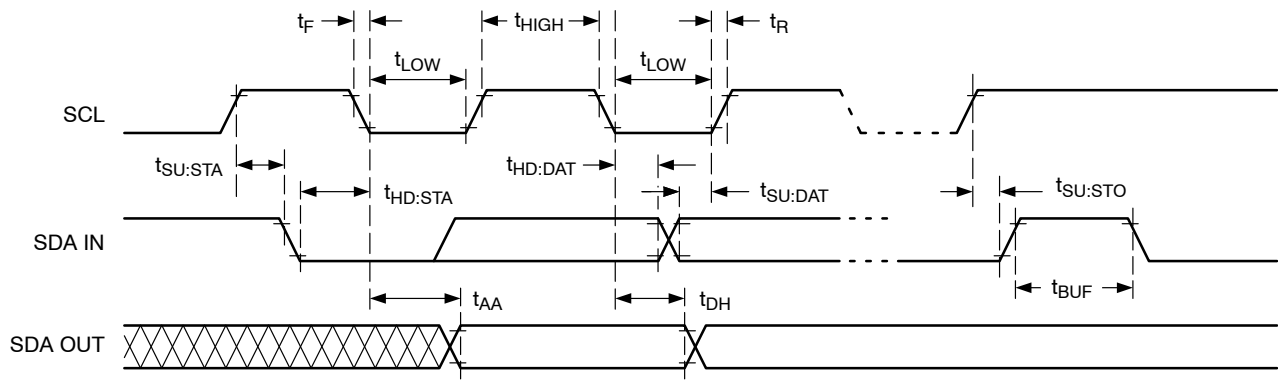 tF
tHIGH
tR
tLOW
tLOW
SCL
tSU:STA
tHD:STA
tHD:DAT
tSU:DAT
tSU:STO
SDA IN
tBUF
tAA
tDH
SDA OUT